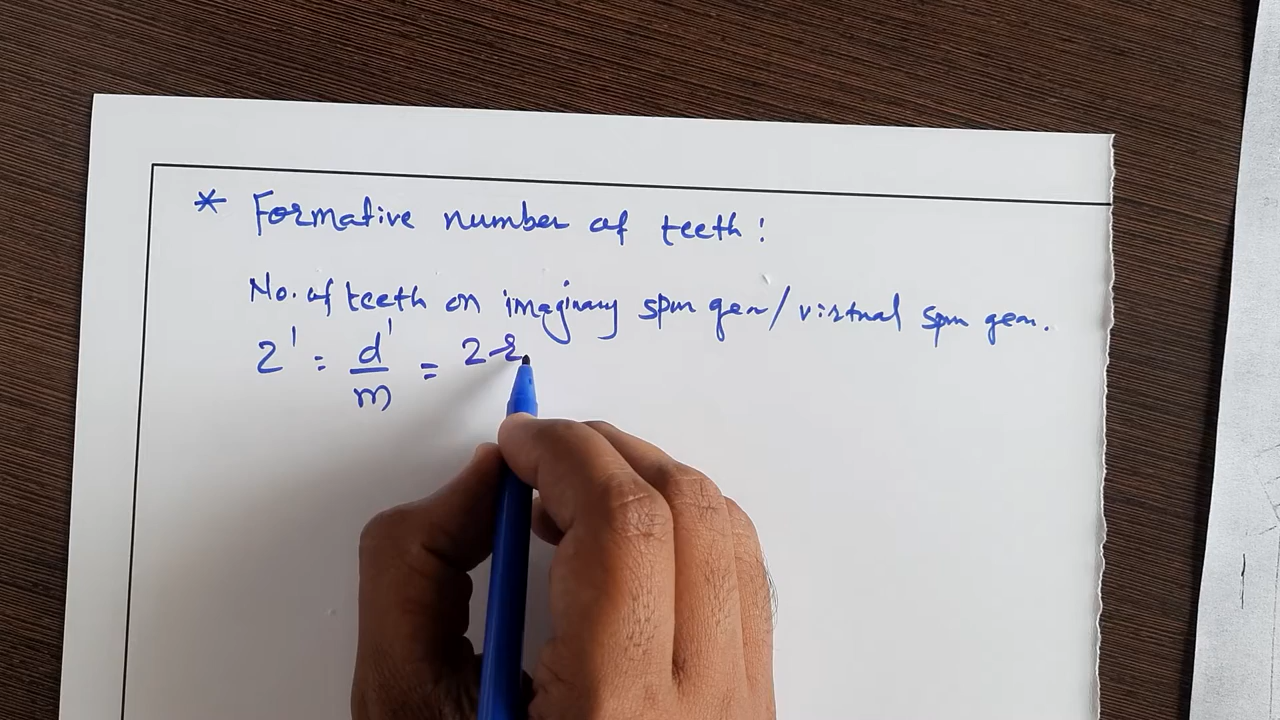 * Formative number of teeth :
No. of teeth on imaginary spur gear / virtual spur gear.
z' = d'/m = 2r